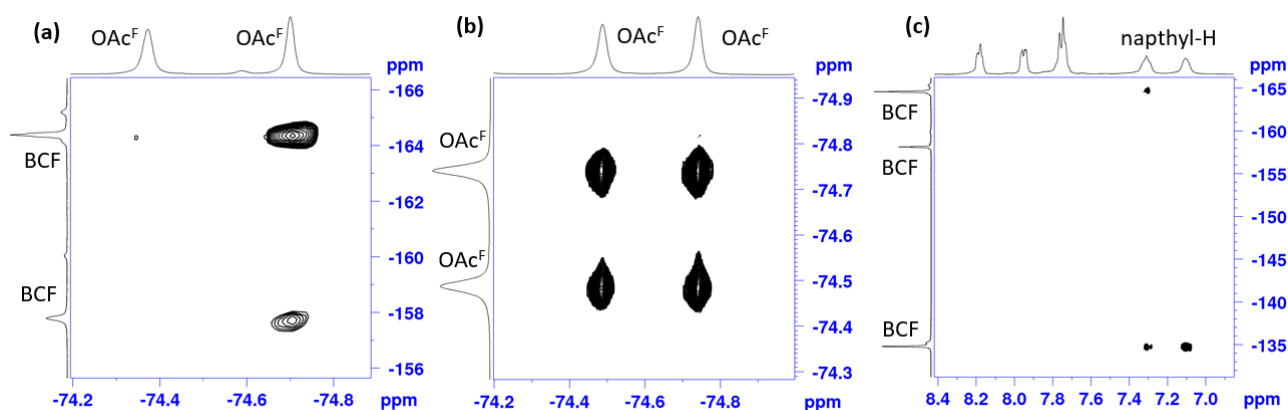 (a)
OAcᶠ OAcᶠ
ppm
-166
-164
-162
-160
-158
-156
BCF
BCF
-74.2 -74.4 -74.6 -74.8 ppm
(b)
OAcᶠ OAcᶠ
ppm
-74.9
-74.8
-74.7
-74.6
-74.5
-74.4
-74.3
OAcᶠ
OAcᶠ
-74.2 -74.4 -74.6 -74.8 ppm
(c)
napthyl-H
ppm
-165
-160
-155
-150
-145
-140
-135
BCF
BCF
BCF
8.4 8.2 8.0 7.8 7.6 7.4 7.2 7.0 ppm